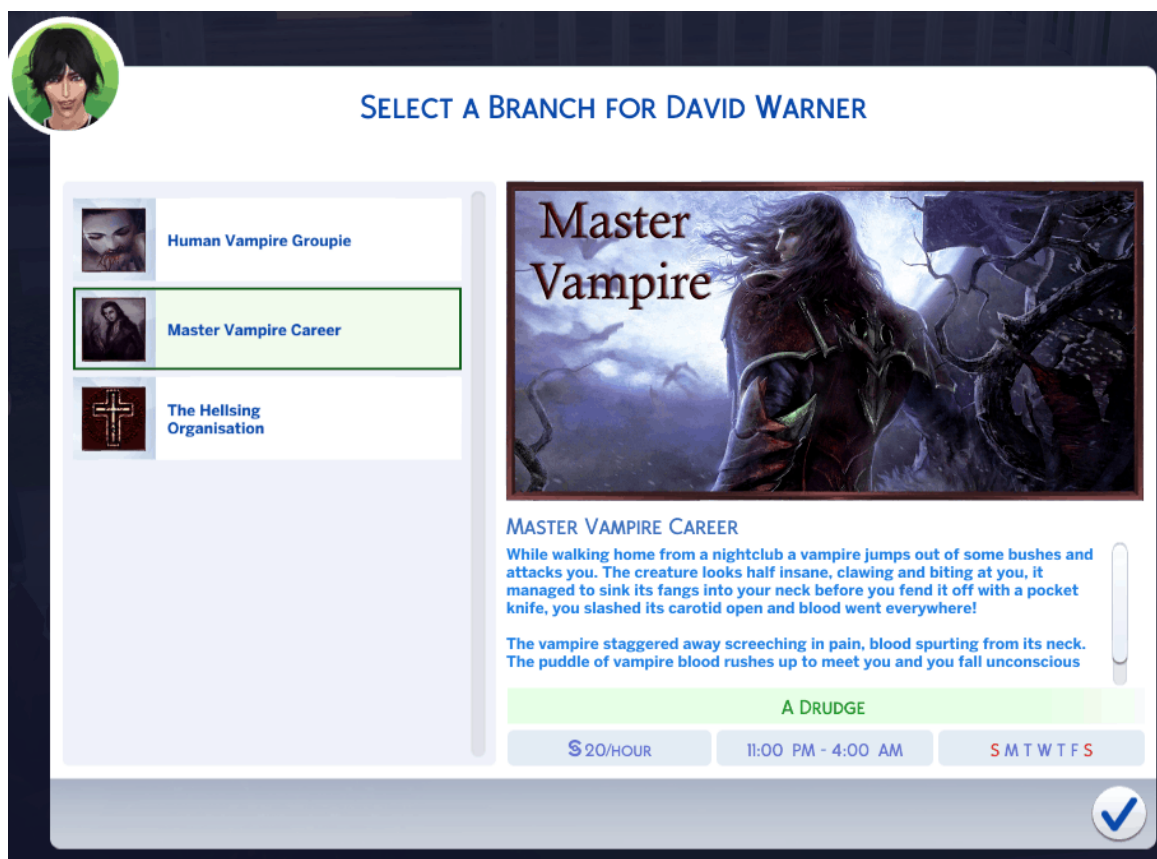 SELECT A BRANCH FOR DAVID WARNER
Human Vampire Groupie
Master Vampire Career
The Hellsing
Organisation
Master
Vampire
MASTER VAMPIRE CAREER
While walking home from a nightclub a vampire jumps out of some bushes and
attacks you. The creature looks half insane, clawing and biting at you, it
managed to sink its fangs into your neck before you fend it off with a pocket
knife, you slashed its carotid open and blood went everywhere!
The vampire staggered away screeching in pain, blood spurting from its neck.
The puddle of vampire blood rushes up to meet you and you fall unconscious
A DRUDGE
§20/HOUR
11:00 PM - 4:00 AM
S M T W T F S